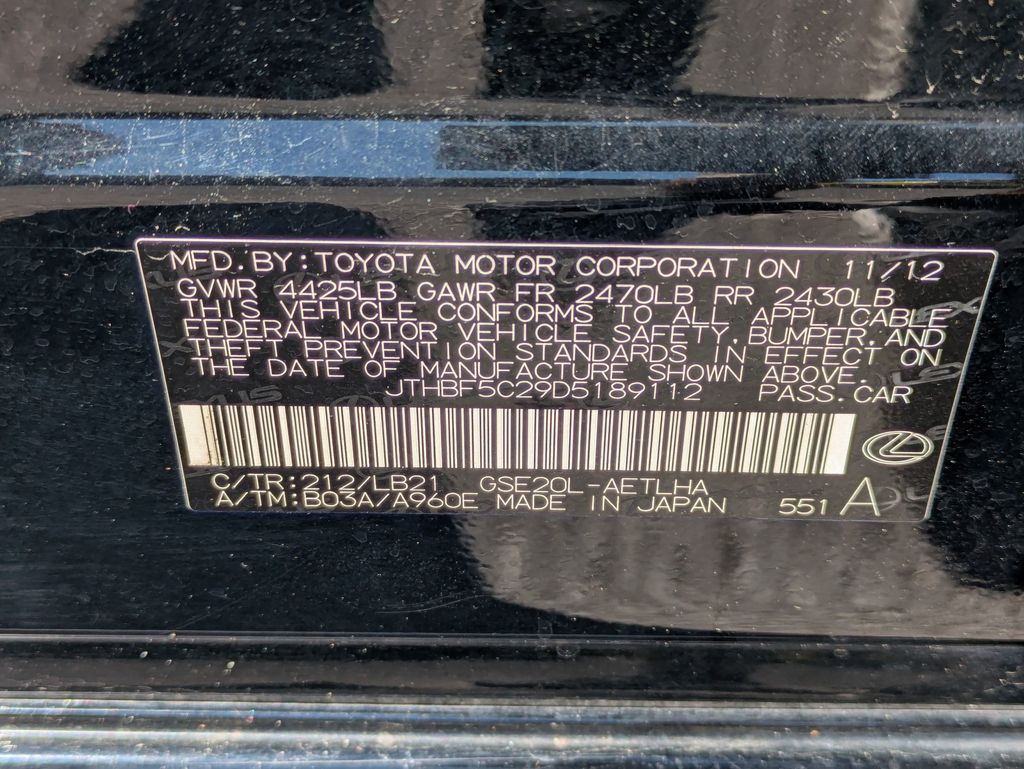 MFD.BY:TOYOTA MOTOR CORPORATION 11/12
GVWR 4425LB GAWR FR 2470LB RR 2430LB
THIS VEHICLE CONFORMS TO ALL APPLICABLE
FEDERAL MOTOR VEHICLE SAFETY,BUMPER,AND
THEFT PREVENTION STANDARDS IN EFFECT ON
THE DATE OF MANUFACTURE SHOWN ABOVE.
JTHBF5C29D5189112 PASS.CAR
C/TR:212/LB21 GSE20L-AETLHA
A/TM:B03A/A960E MADE IN JAPAN 551 A